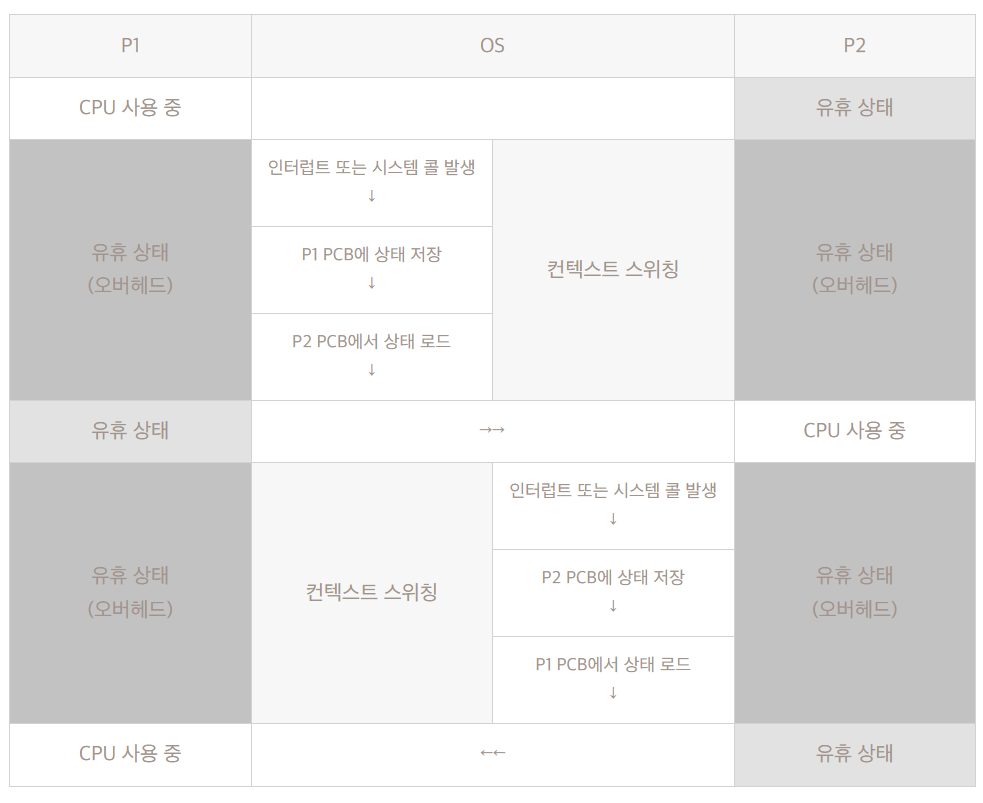 P1 OS P2
CPU 사용 중 유휴 상태
인터럽트 또는 시스템 콜 발생
↓
유휴 상태
(오버헤드)
P1 PCB에 상태 저장
↓
P2 PCB에서 상태 로드
↓
컨텍스트 스위칭
유휴 상태
(오버헤드)
유휴 상태 →→ CPU 사용 중
유휴 상태
(오버헤드)
컨텍스트 스위칭
인터럽트 또는 시스템 콜 발생
↓
P2 PCB에 상태 저장
↓
P1 PCB에서 상태 로드
↓
유휴 상태
(오버헤드)
CPU 사용 중 ←← 유휴 상태